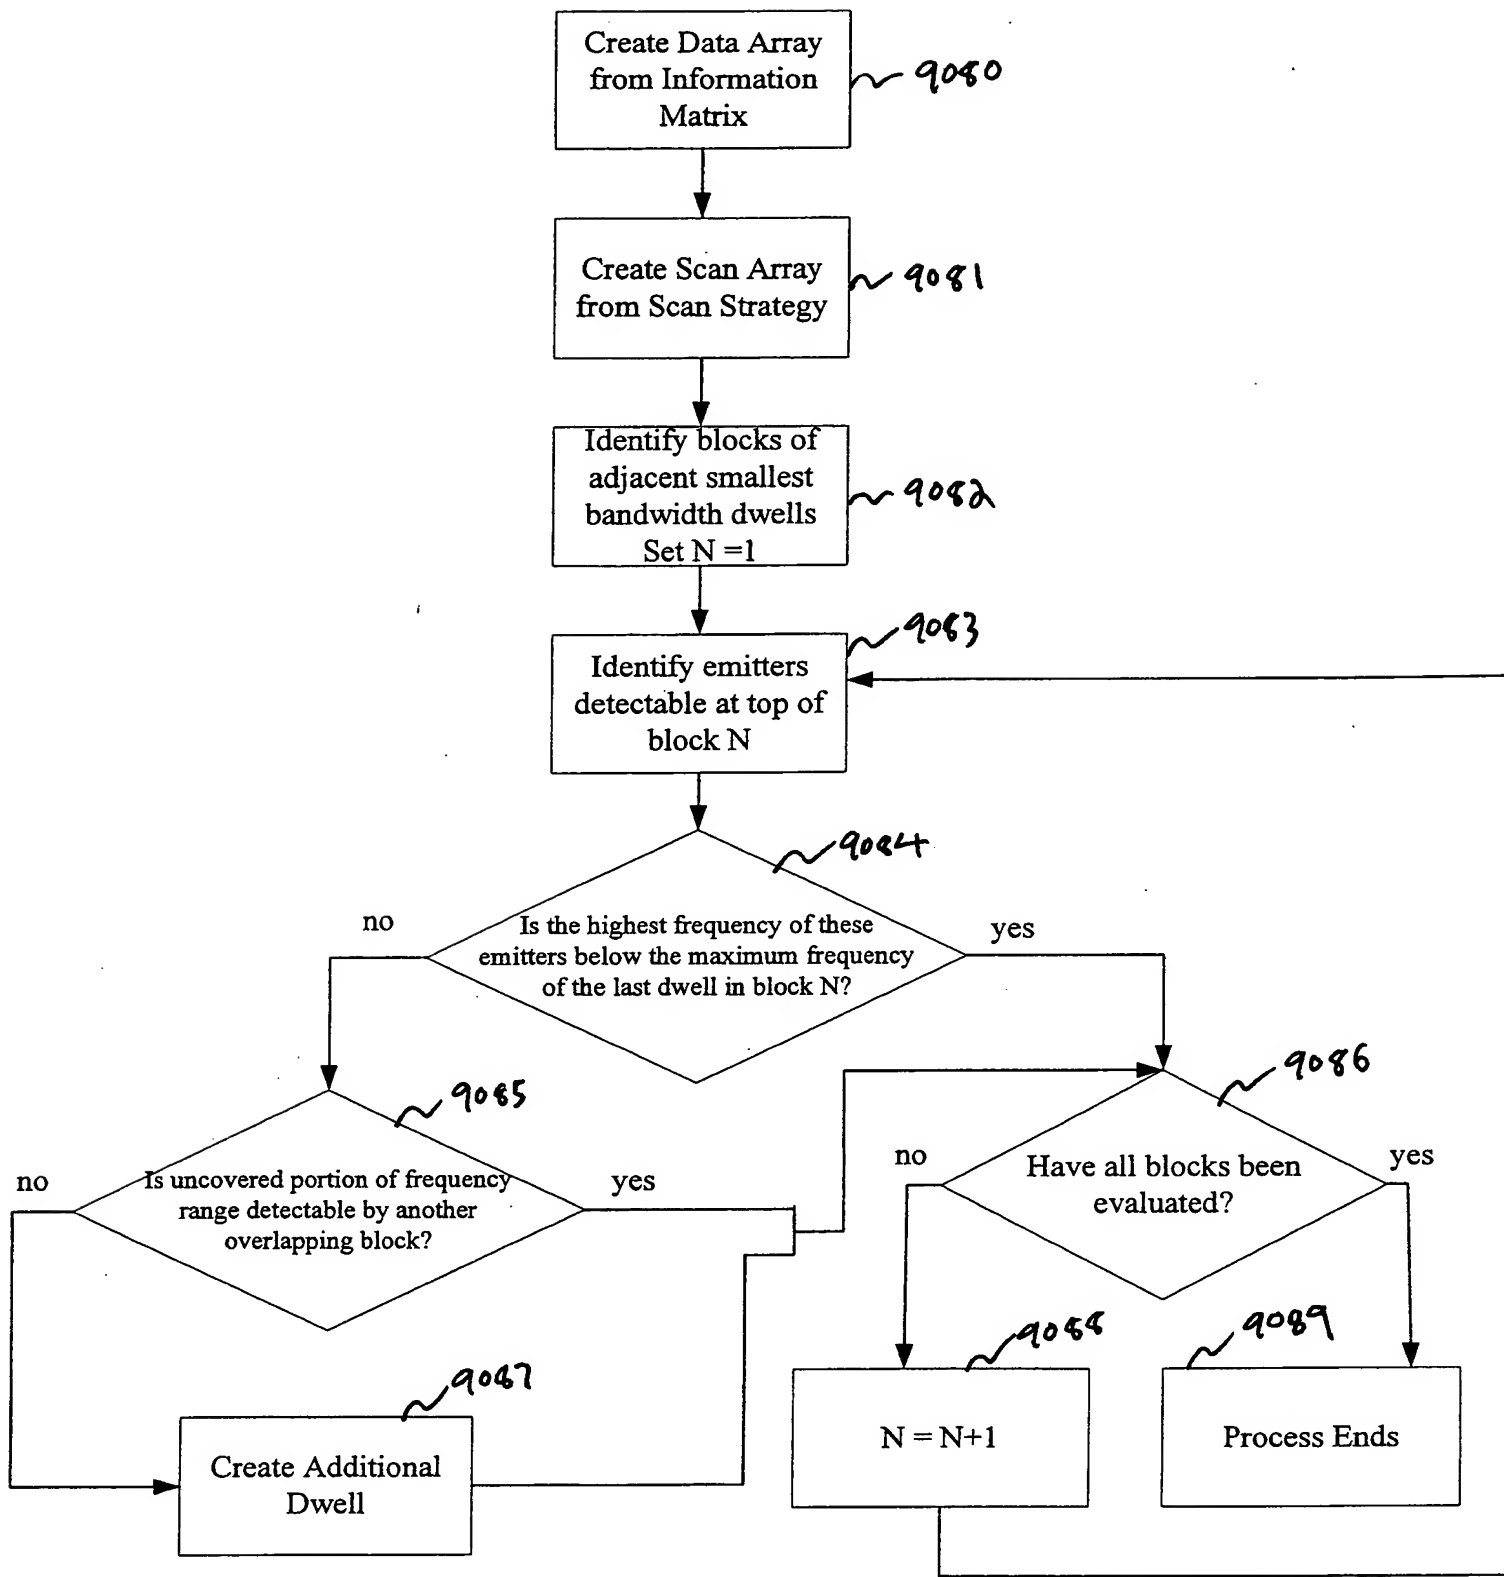 Create Data Array
from Information
Matrix
9080
Create Scan Array
from Scan Strategy
9081
Identify blocks of
adjacent smallest
bandwidth dwells
Set N =1
9082
9083
Identify emitters
detectable at top of
block N
9084
no
Is the highest frequency of these
emitters below the maximum frequency
of the last dwell in block N?
yes
9085
9086
no
Is uncovered portion of frequency
range detectable by another
overlapping block?
yes
no
Have all blocks been
evaluated?
yes
9087
Create Additional
Dwell
9088
N = N+1
9089
Process Ends